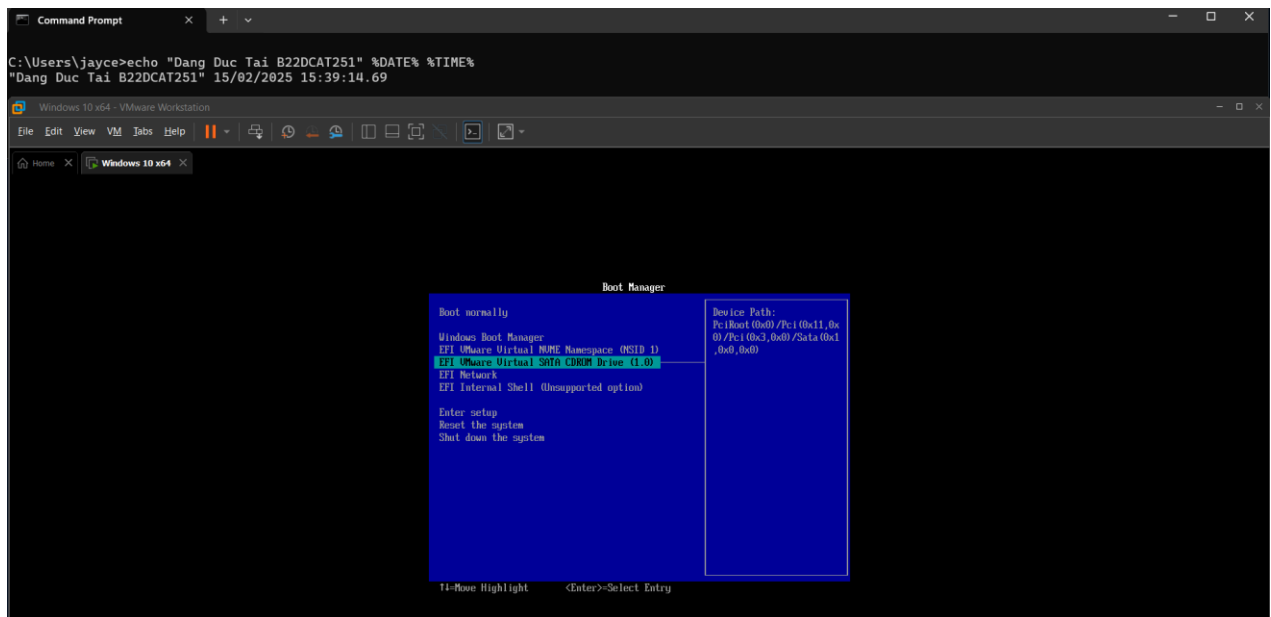 Command Prompt
C:\Users\jayce>echo "Dang Duc Tai B22DCAT251" %DATE% %TIME%
"Dang Duc Tai B22DCAT251" 15/02/2025 15:39:14.69
Windows 10 x64 - VMware Workstation
File Edit View VM Tabs Help
Home Windows 10 x64
Boot Manager
Boot normally
Windows Boot Manager
EFI VMware Virtual NVME Namespace (NSID 1)
EFI VMware Virtual SATA CDROM Drive (1.0)
EFI Network
EFI Internal Shell (Unsupported option)
Enter setup
Reset the system
Shut down the system
Device Path:
PciRoot(0x0)/Pci(0x11,0x
0)/Pci(0x3,0x0)/Sata(0x1
,0x0,0x0)
↑↓=Move Highlight <Enter>=Select Entry